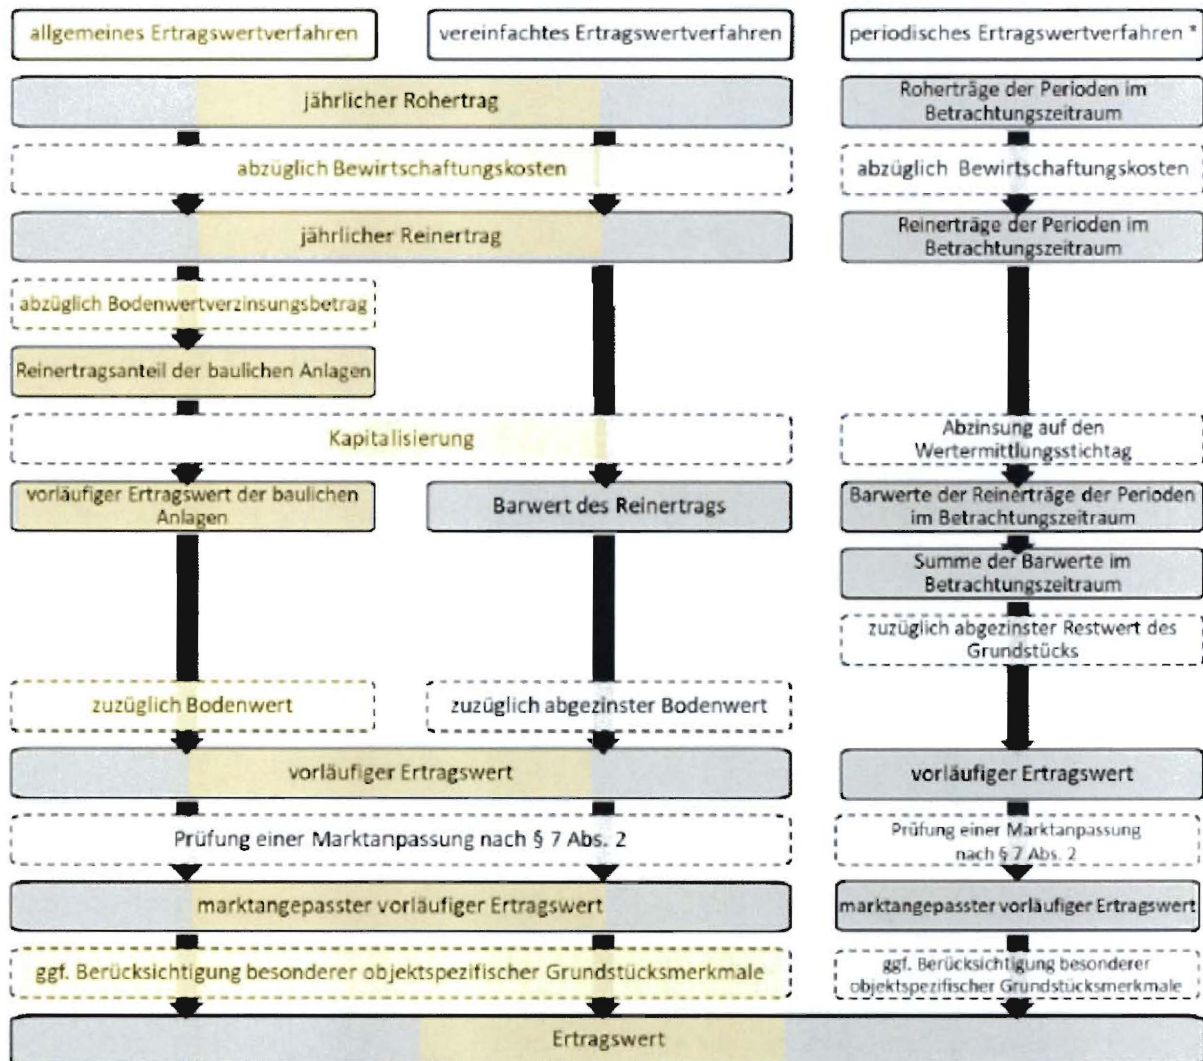 allgemeines Ertragswertverfahren
vereinfachtes Ertragswertverfahren
periodisches Ertragswertverfahren *
jährlicher Rohertrag
Roherträge der Perioden im
Betrachtungszeitraum
abzüglich Bewirtschaftungskosten
abzüglich Bewirtschaftungskosten
jährlicher Reinertrag
Reinerträge der Perioden im
Betrachtungszeitraum
abzüglich Bodenwertverzinsungsbetrag
Reinertragsanteil der baulichen Anlagen
Kapitalisierung
Abzinsung auf den
Wertermittlungsstichtag
vorläufiger Ertragswert der baulichen
Anlagen
Barwert des Reinertrags
Barwerte der Reinerträge der Perioden
im Betrachtungszeitraum
Summe der Barwerte im
Betrachtungszeitraum
zuzüglich abgezinster Restwert des
Grundstücks
zuzüglich Bodenwert
zuzüglich abgezinster Bodenwert
vorläufiger Ertragswert
vorläufiger Ertragswert
Prüfung einer Marktanpassung nach § 7 Abs. 2
Prüfung einer Marktanpassung
nach § 7 Abs. 2
marktangepasster vorläufiger Ertragswert
marktangepasster vorläufiger Ertragswert
ggf. Berücksichtigung besonderer objektspezifischer Grundstücksmerkmale
ggf. Berücksichtigung besonderer
objektspezifischer Grundstücksmerkmale
Ertragswert